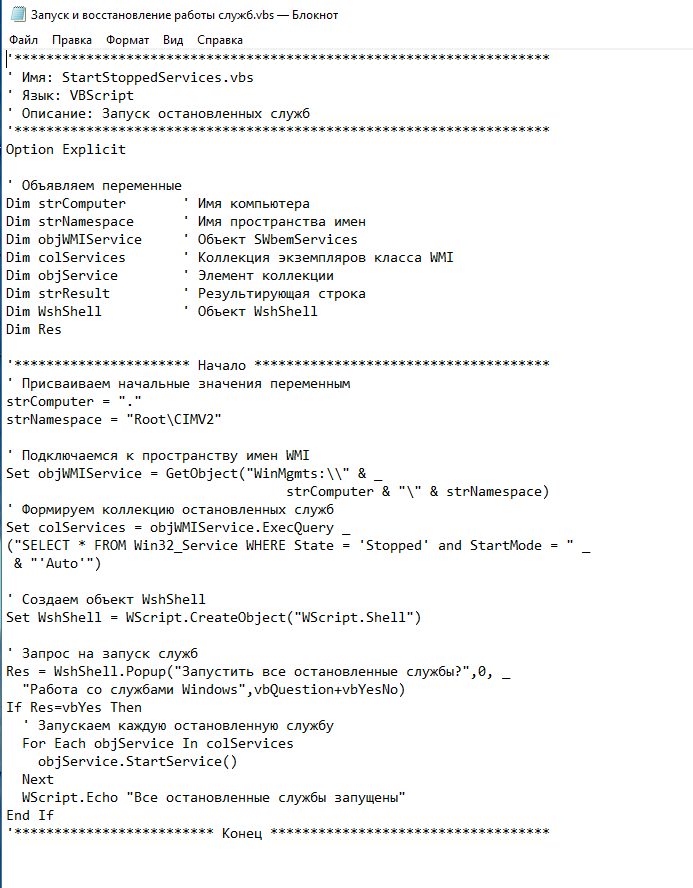 Запуск и восстановление работы служб.vbs — Блокнот
Файл Правка Формат Вид Справка
'*******************************************************************
' Имя: StartStoppedServices.vbs
' Язык: VBScript
' Описание: Запуск остановленных служб
'*******************************************************************
Option Explicit

' Объявляем переменные
Dim strComputer       ' Имя компьютера
Dim strNamespace      ' Имя пространства имен
Dim objWMIService     ' Объект SWbemServices
Dim colServices       ' Коллекция экземпляров класса WMI
Dim objService        ' Элемент коллекции
Dim strResult         ' Результирующая строка
Dim WshShell          ' Объект WshShell
Dim Res

'********************** Начало *************************************
' Присваиваем начальные значения переменным
strComputer = "."
strNamespace = "Root\CIMV2"

' Подключаемся к пространству имен WMI
Set objWMIService = GetObject("WinMgmts:\\" & _
                                   strComputer & "\" & strNamespace)
' Формируем коллекцию остановленных служб
Set colServices = objWMIService.ExecQuery _
("SELECT * FROM Win32_Service WHERE State = 'Stopped' and StartMode = " _
 & "'Auto'")

' Создаем объект WshShell
Set WshShell = WScript.CreateObject("WScript.Shell")

' Запрос на запуск служб
Res = WshShell.Popup("Запустить все остановленные службы?",0, _
  "Работа со службами Windows",vbQuestion+vbYesNo)
If Res=vbYes Then
  ' Запускаем каждую остановленную службу
  For Each objService In colServices
    objService.StartService()
  Next
  WScript.Echo "Все остановленные службы запущены"
End If
'************************* Конец ***********************************